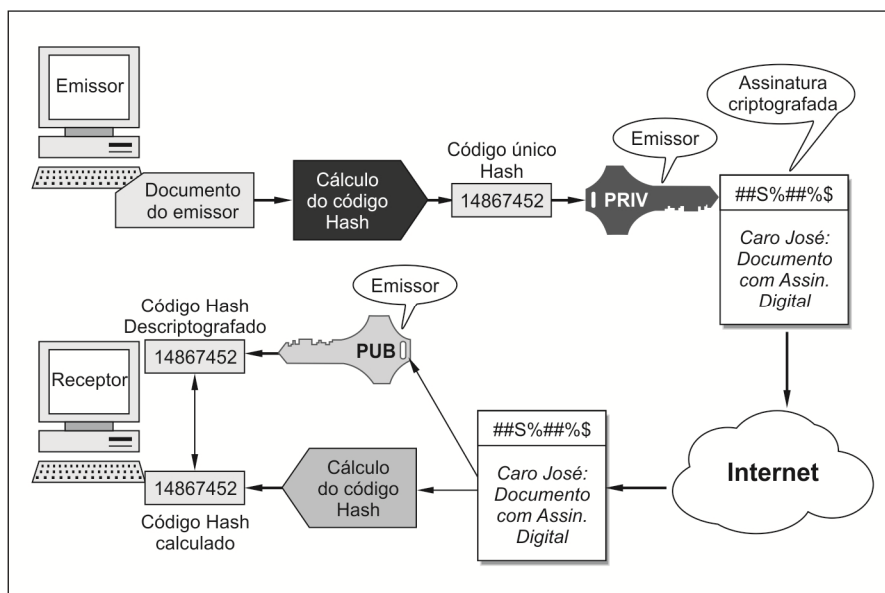 Emissor
Documento
do emissor
Cálculo
do código
Hash
Código único
Hash
14867452
Emissor
PRIV
Assinatura
criptografada
##S%##%$
Caro José:
Documento
com Assin.
Digital
Código Hash
Descriptografado
14867452
Emissor
PUB
Receptor
14867452
Código Hash
calculado
Cálculo
do código
Hash
##S%##%$
Caro José:
Documento
com Assin.
Digital
Internet